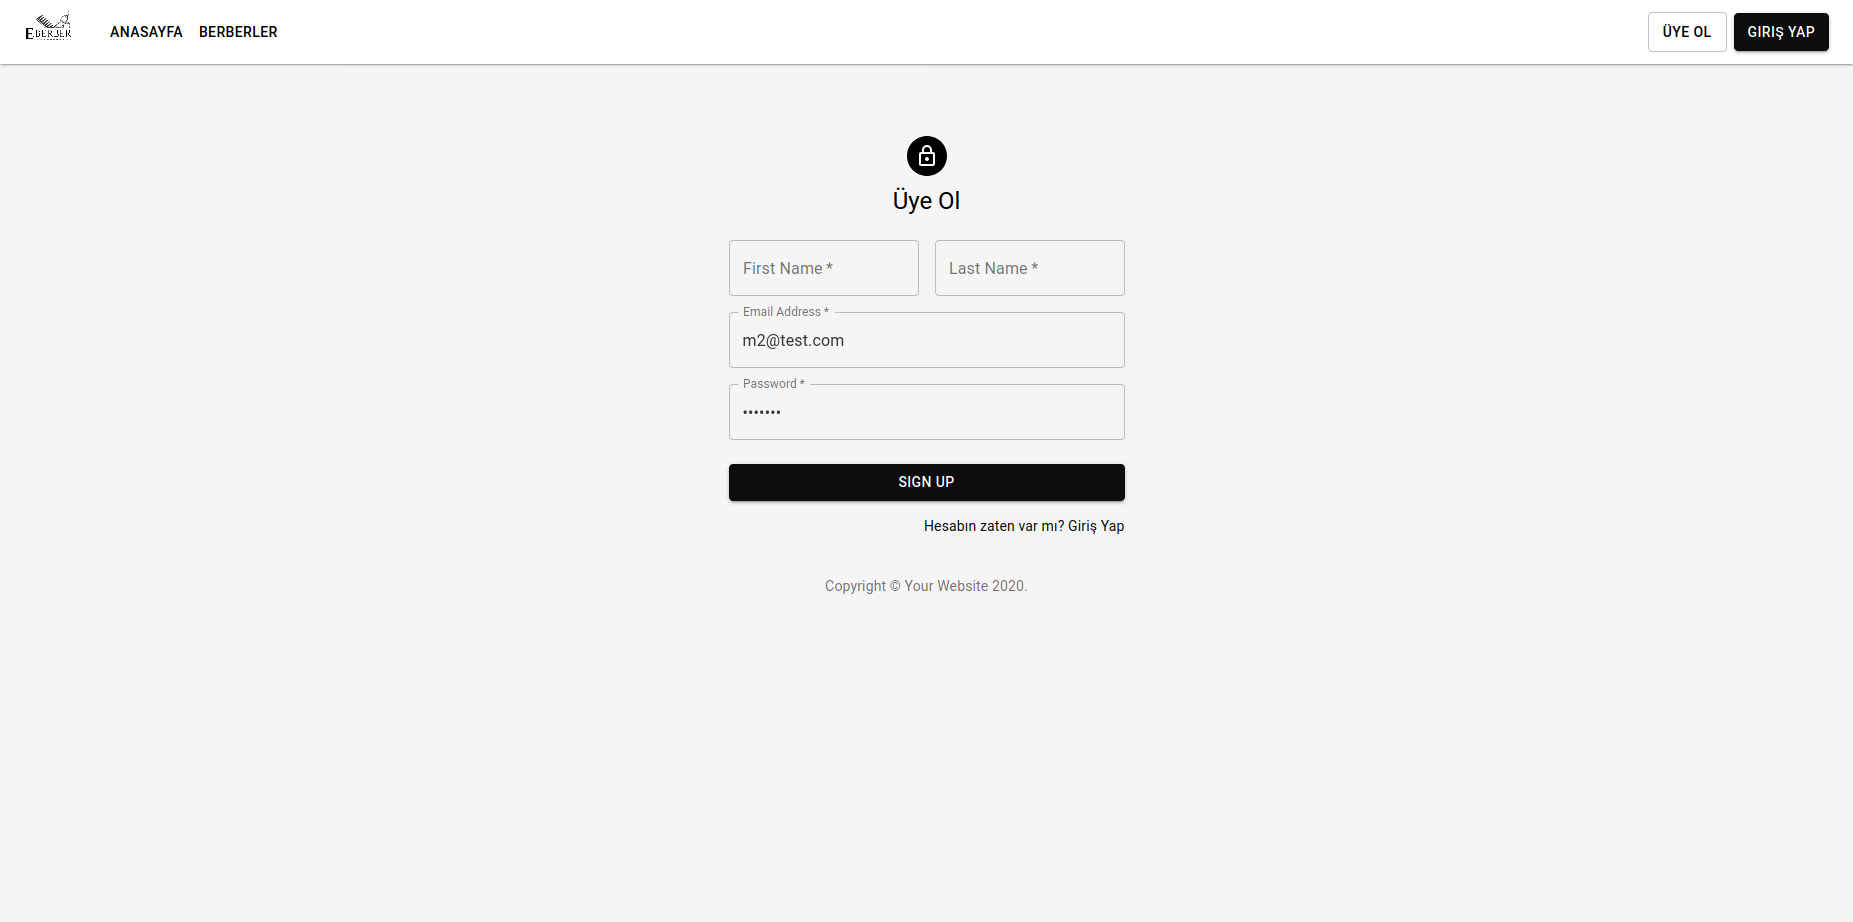 EBERBER
ANASAYFA BERBERLER ÜYE OL GIRIŞ YAP
Üye Ol
First Name * Last Name *
Email Address *
m2@test.com
Password *
•••••••
SIGN UP
Hesabın zaten var mı? Giriş Yap
Copyright © Your Website 2020.